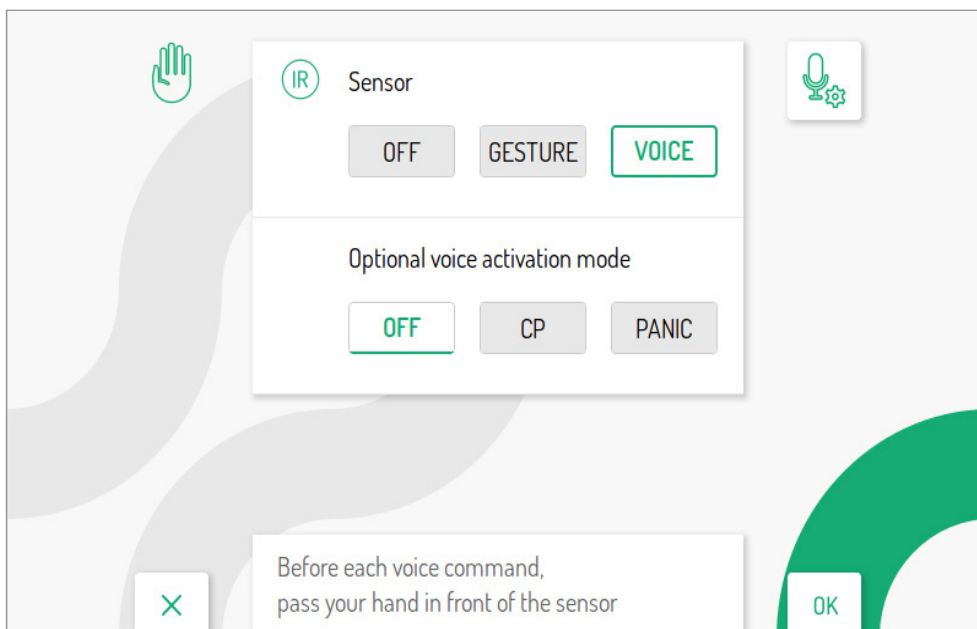 IR Sensor
OFF GESTURE VOICE
Optional voice activation mode
OFF CP PANIC
Before each voice command,
pass your hand in front of the sensor
OK